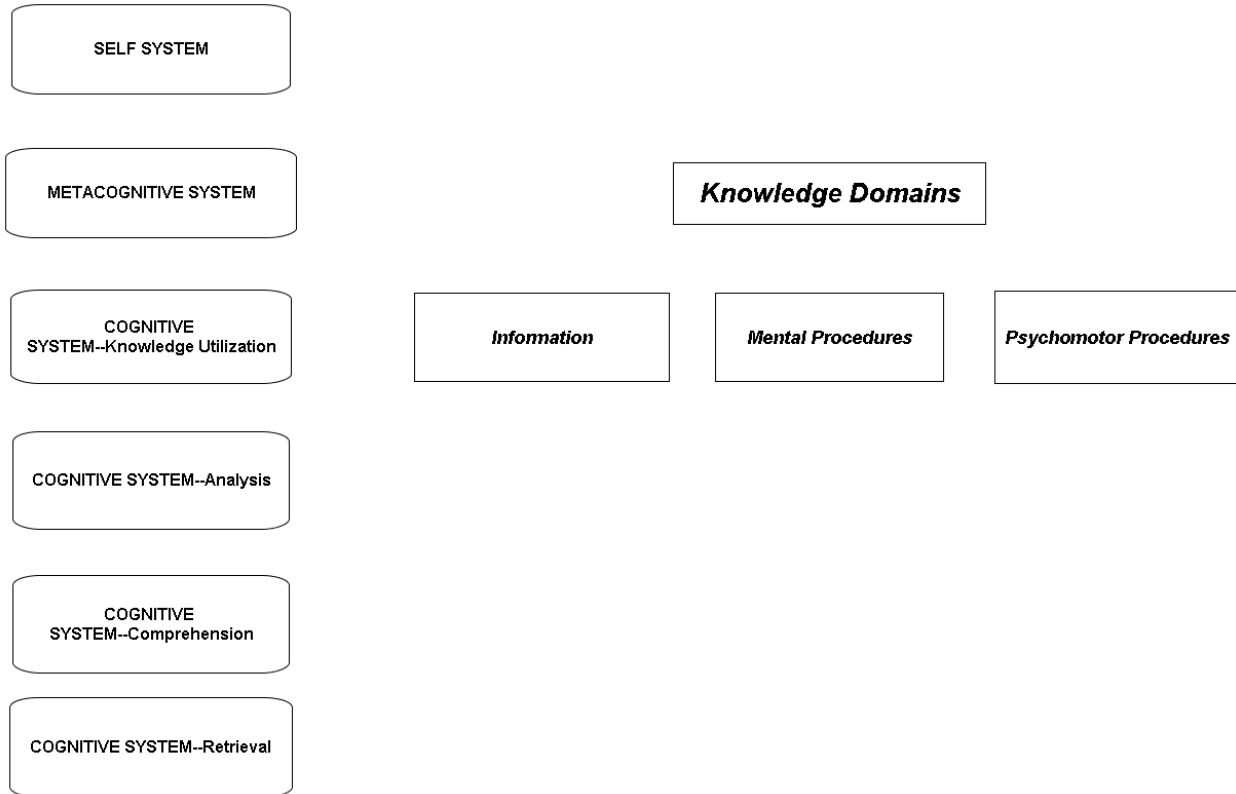 SELF SYSTEM
METACOGNITIVE SYSTEM
Knowledge Domains
COGNITIVE
SYSTEM--Knowledge Utilization
Information
Mental Procedures
Psychomotor Procedures
COGNITIVE SYSTEM--Analysis
COGNITIVE
SYSTEM--Comprehension
COGNITIVE SYSTEM--Retrieval